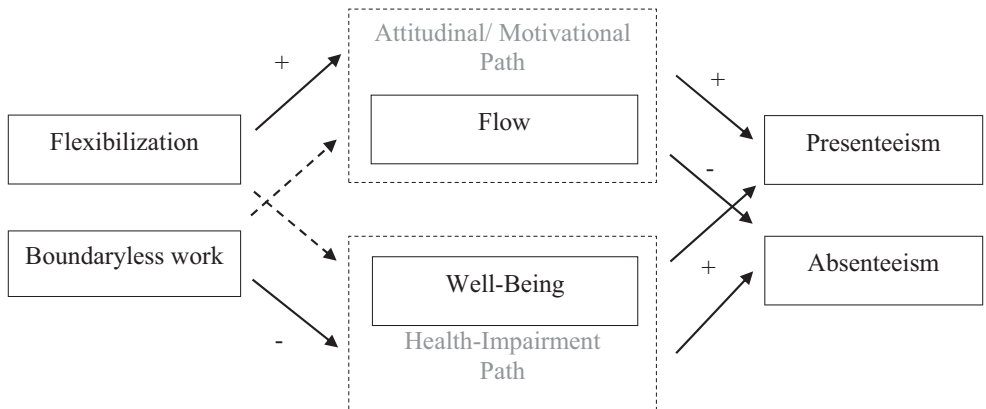 Attitudinal/ Motivational
Path
+
+
Flexibilization
Flow
Presenteeism
-
Boundaryless work
Well-Being
+
Absenteeism
-
Health-Impairment
Path